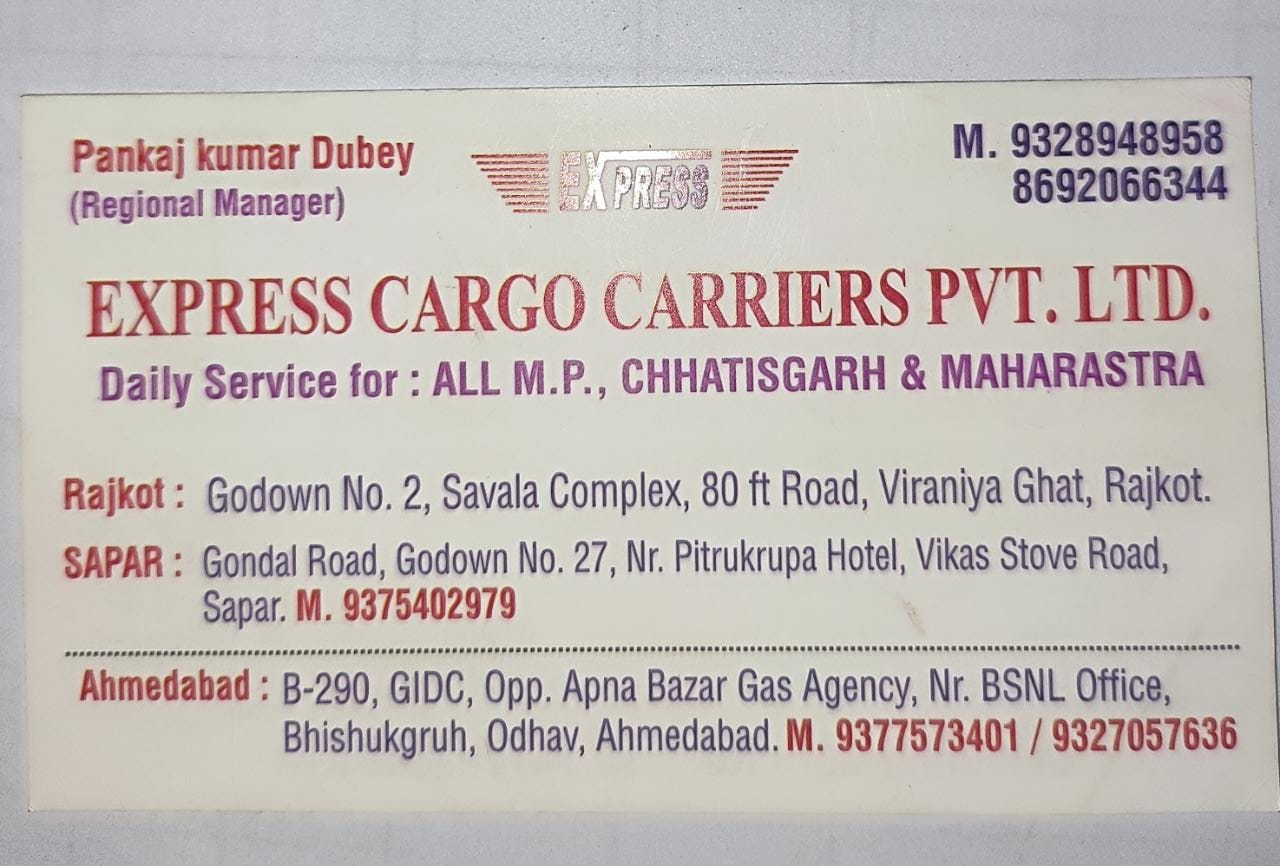 Pankaj kumar Dubey
(Regional Manager)
EXPRESS
M. 9328948958
8692066344
EXPRESS CARGO CARRIERS PVT. LTD.
Daily Service for : ALL M.P., CHHATISGARH & MAHARASTRA
Rajkot : Godown No. 2, Savala Complex, 80 ft Road, Viraniya Ghat, Rajkot.
SAPAR : Gondal Road, Godown No. 27, Nr. Pitrukrupa Hotel, Vikas Stove Road,
Sapar. M. 9375402979
Ahmedabad : B-290, GIDC, Opp. Apna Bazar Gas Agency, Nr. BSNL Office,
Bhishukgruh, Odhav, Ahmedabad. M. 9377573401 / 9327057636